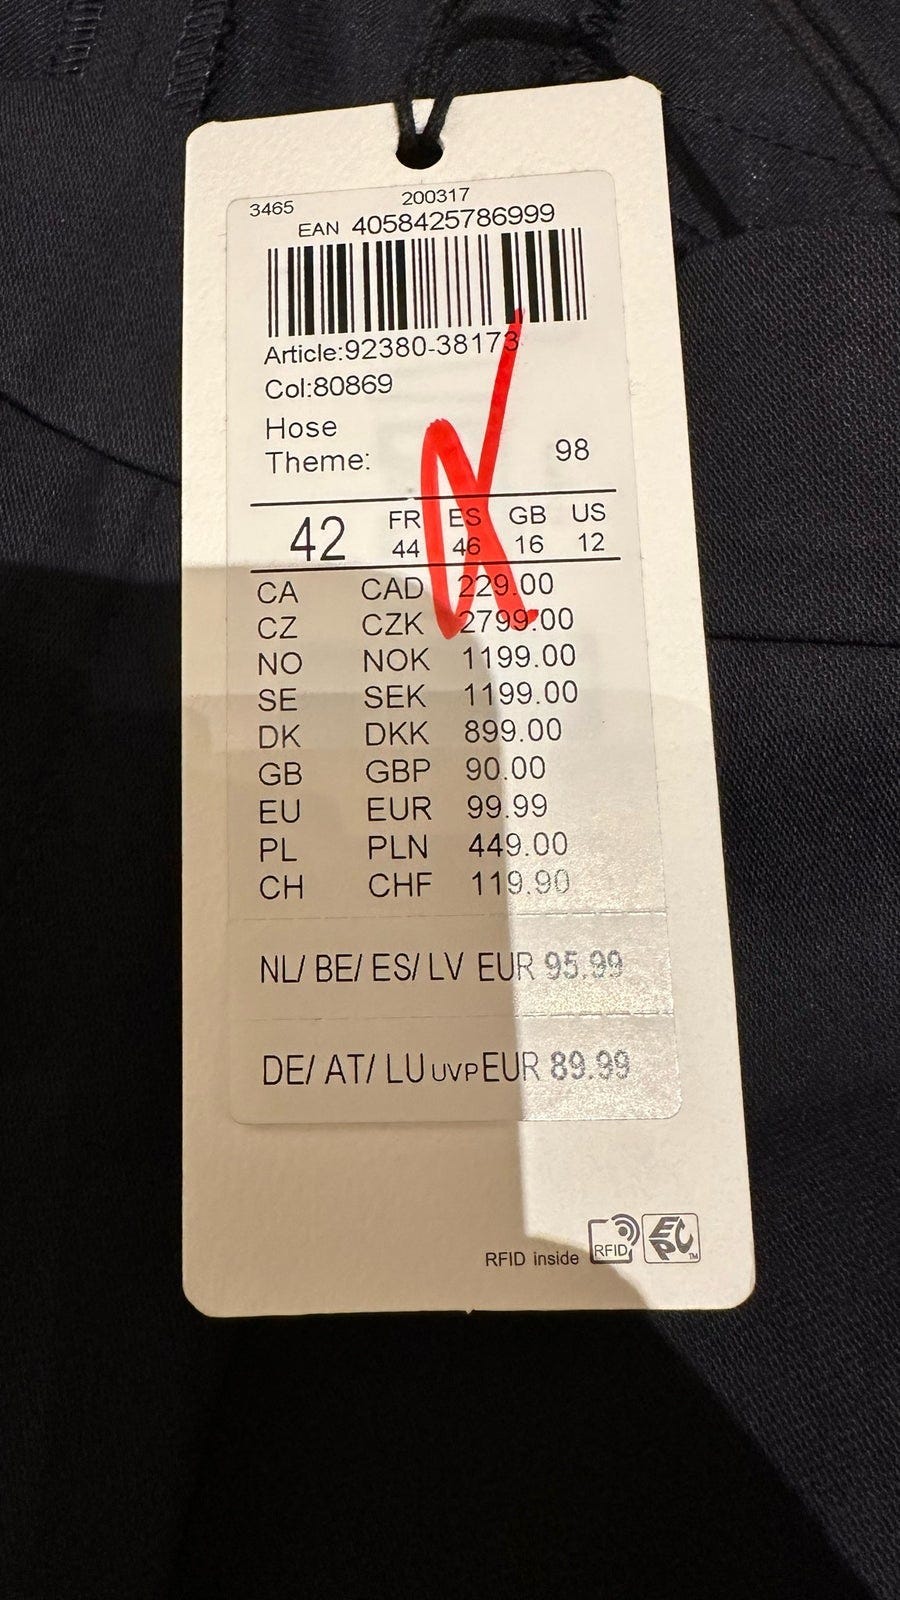 3465 200317
EAN 4058425786999
Article:92380-38173
Col:80869
Hose
Theme: 98
42 FR ES GB US
44 46 16 12
CA CAD 229.00
CZ CZK 2799.00
NO NOK 1199.00
SE SEK 1199.00
DK DKK 899.00
GB GBP 90.00
EU EUR 99.99
PL PLN 449.00
CH CHF 119.90
NL/ BE/ ES/ LV EUR 95.99
DE/ AT/ LU UVP EUR 89.99
RFID inside RFID EPC TM